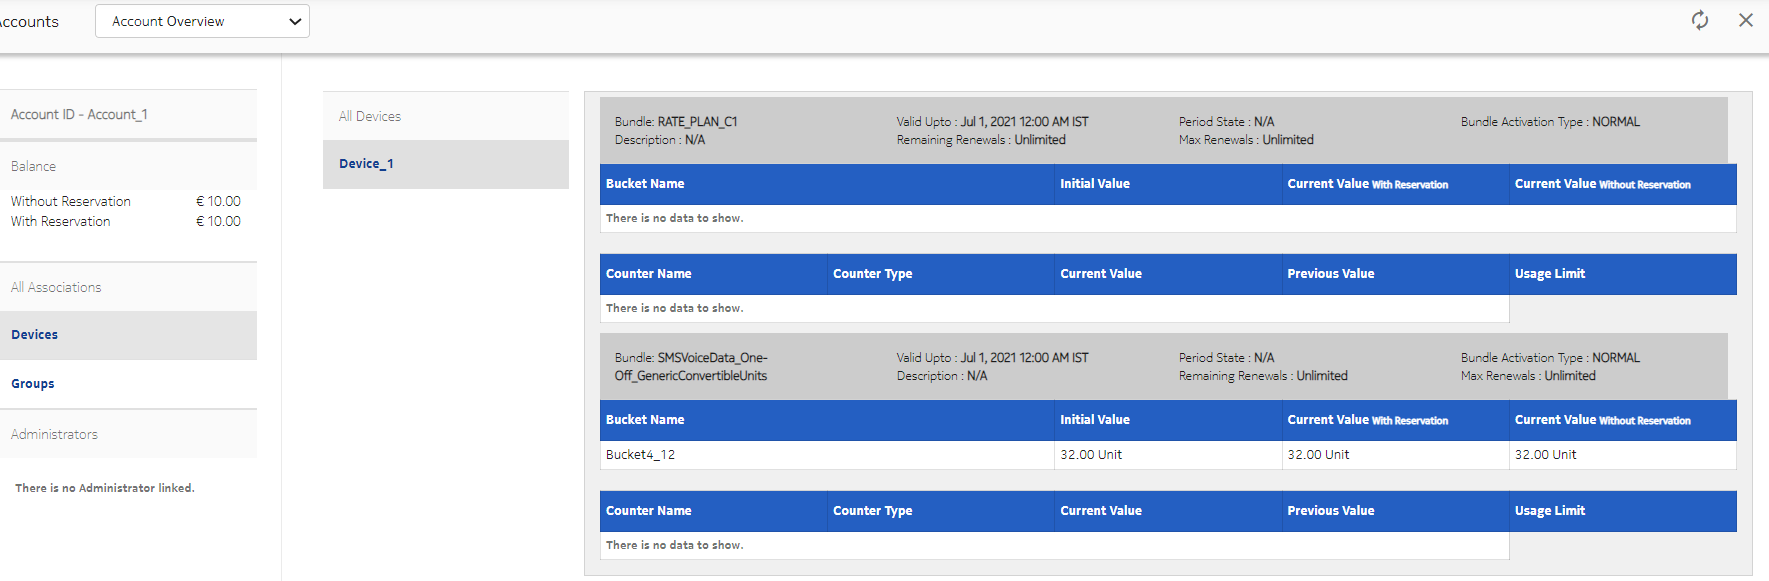 Accounts
Account Overview
Account ID - Account_1
Balance
Without Reservation € 10.00
With Reservation € 10.00
All Associations
Devices
Groups
Administrators
There is no Administrator linked.
All Devices
Device_1
Bundle: RATE_PLAN_C1 Valid Upto : Jul 1, 2021 12:00 AM IST Period State : N/A Bundle Activation Type : NORMAL
Description : N/A Remaining Renewals : Unlimited Max Renewals : Unlimited
Bucket Name Initial Value Current Value With Reservation Current Value Without Reservation
There is no data to show.
Counter Name Counter Type Current Value Previous Value Usage Limit
There is no data to show.
Bundle: SMSVoiceData_One- Valid Upto : Jul 1, 2021 12:00 AM IST Period State : N/A Bundle Activation Type : NORMAL
Off_GenericConvertibleUnits Description : N/A Remaining Renewals : Unlimited Max Renewals : Unlimited
Bucket Name Initial Value Current Value With Reservation Current Value Without Reservation
Bucket4_12 32.00 Unit 32.00 Unit 32.00 Unit
Counter Name Counter Type Current Value Previous Value Usage Limit
There is no data to show.